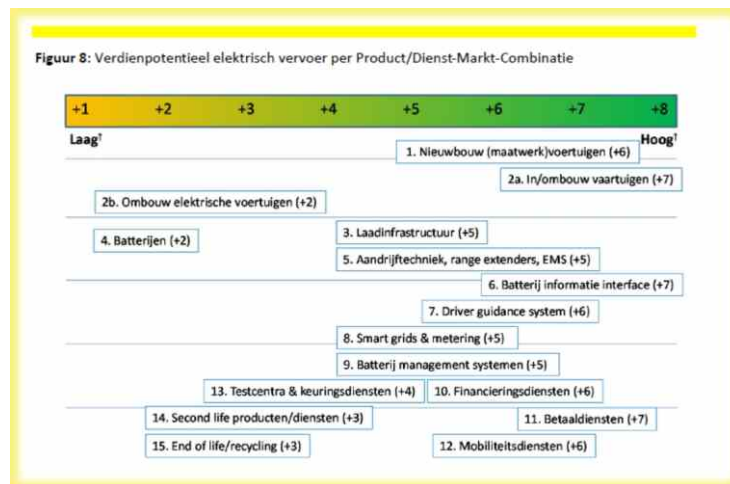 Figuur 8: Verdienpotentieel elektrisch vervoer per Product/Dienst-Markt-Combinatie
+1 +2 +3 +4 +5 +6 +7 +8
Laag† Hoog†
1. Nieuwbouw (maatwerk)voertuigen (+6)
2a. In/ombouw vaartuigen (+7)
2b. Ombouw elektrische voertuigen (+2)
3. Laadinfrastructuur (+5)
4. Batterijen (+2)
5. Aandrijftechniek, range extenders, EMS (+5)
6. Batterij informatie interface (+7)
7. Driver guidance system (+6)
8. Smart grids & metering (+5)
9. Batterij management systemen (+5)
13. Testcentra & keuringsdiensten (+4) 10. Financieringsdiensten (+6)
14. Second life producten/diensten (+3) 11. Betaaldiensten (+7)
15. End of life/recycling (+3) 12. Mobiliteitsdiensten (+6)